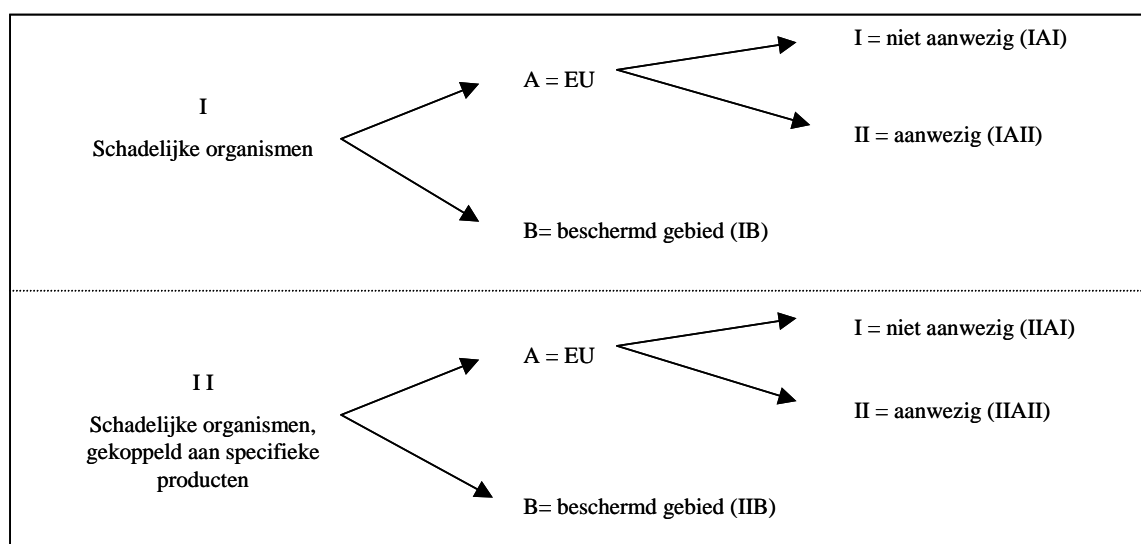 I
Schadelijke organismen
A = EU
I = niet aanwezig (IAI)
II = aanwezig (IAII)
B= beschermd gebied (IB)
I I
Schadelijke organismen,
gekoppeld aan specifieke
producten
A = EU
I = niet aanwezig (IIAI)
II = aanwezig (IIAII)
B= beschermd gebied (IIB)